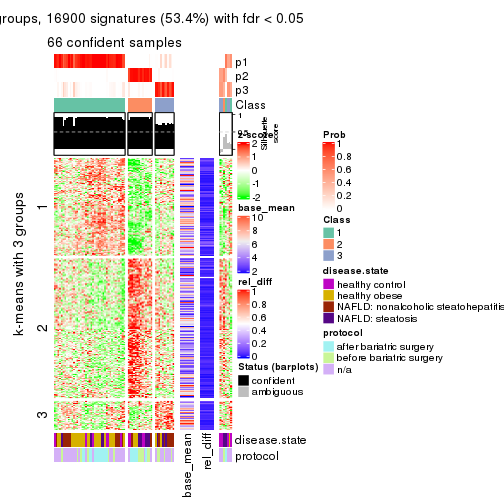 groups, 16900 signatures (53.4%) with fdr < 0.05
66 confident samples
p1
p2
p3
Class
1
0.5
0
Silhouette
score
k-means with 3 groups
1
2
3
base_mean
rel_diff
disease.state
protocol
z-score
2
1
0
-1
-2
base_mean
10
8
6
4
2
rel_diff
1
0.8
0.6
0.4
0.2
0
Status (barplots)
confident
ambiguous
Prob
1
0.8
0.6
0.4
0.2
0
Class
1
2
3
disease.state
healthy control
healthy obese
NAFLD: nonalcoholic steatohepatitis
NAFLD: steatosis
protocol
after bariatric surgery
before bariatric surgery
n/a